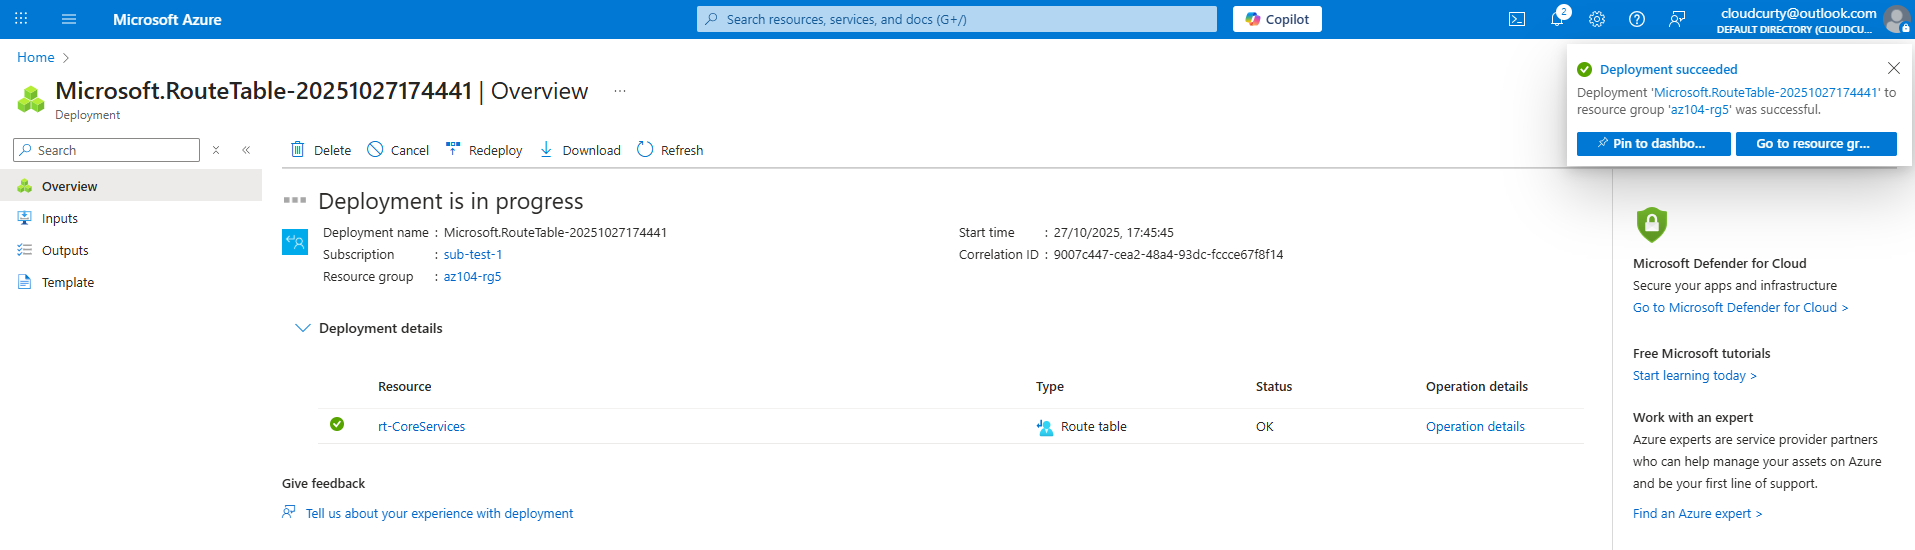 Microsoft Azure
Search resources, services, and docs (G+/)
Copilot
2
cloudcurty@outlook.com
DEFAULT DIRECTORY (CLOUDCU...
Home >
Microsoft.RouteTable-20251027174441 | Overview ...
Deployment
Deployment succeeded
Deployment 'Microsoft.RouteTable-20251027174441' to
resource group 'az104-rg5' was successful.
Pin to dashbo...
Go to resource gr...
Search
Delete
Cancel
Redeploy
Download
Refresh
Overview
Inputs
Outputs
Template
Deployment is in progress
Deployment name : Microsoft.RouteTable-20251027174441
Subscription : sub-test-1
Resource group : az104-rg5
Start time : 27/10/2025, 17:45:45
Correlation ID : 9007c447-cea2-48a4-93dc-fccce67f8f14
Deployment details
Resource Type Status Operation details
rt-CoreServices Route table OK Operation details
Give feedback
Tell us about your experience with deployment
Microsoft Defender for Cloud
Secure your apps and infrastructure
Go to Microsoft Defender for Cloud >
Free Microsoft tutorials
Start learning today >
Work with an expert
Azure experts are service provider partners
who can help manage your assets on Azure
and be your first line of support.
Find an Azure expert >